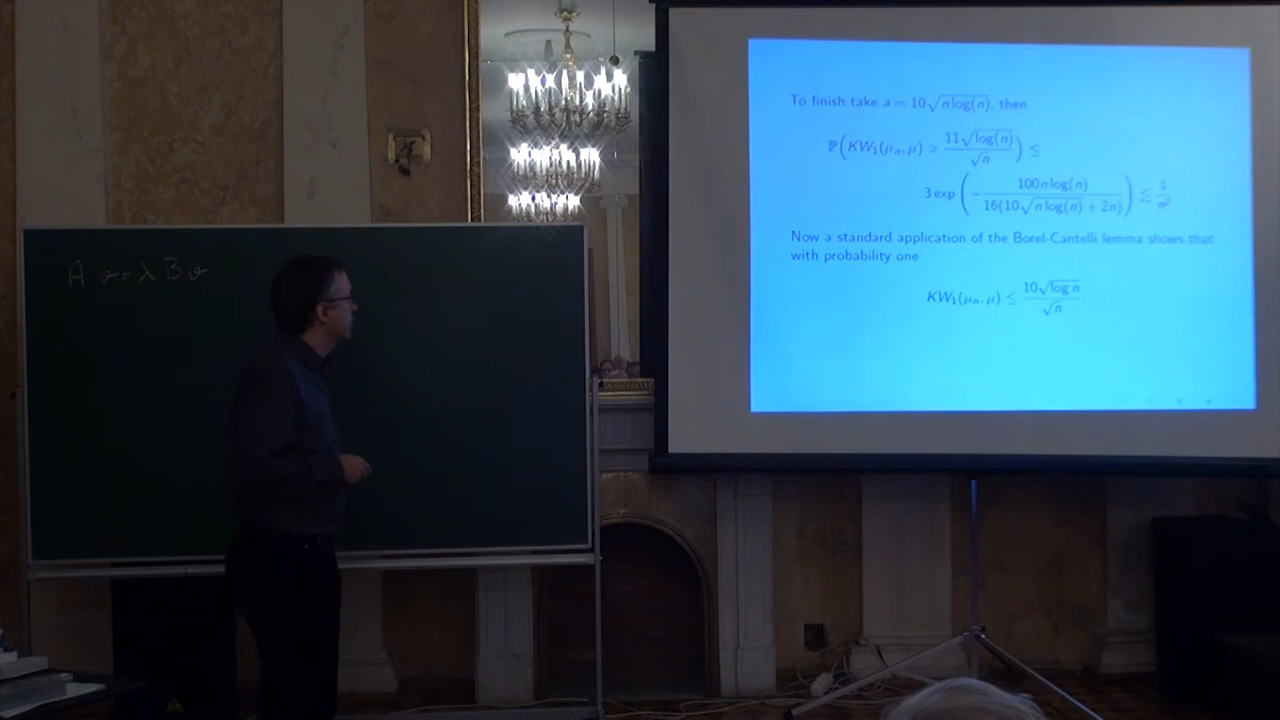 A v = λ B v
To finish take a = 10√(n log(n)), then
ℙ(KW₁(μₙ, μ) > 11√(log(n)) / √n) ≤
3 exp(− 100n log(n) / 16(10√(n log(n)) + 2n)) ≲ 1/n²
Now a standard application of the Borel-Cantelli lemma shows that
with probability one
KW₁(μₙ, μ) ≤ 10√(log n) / √n